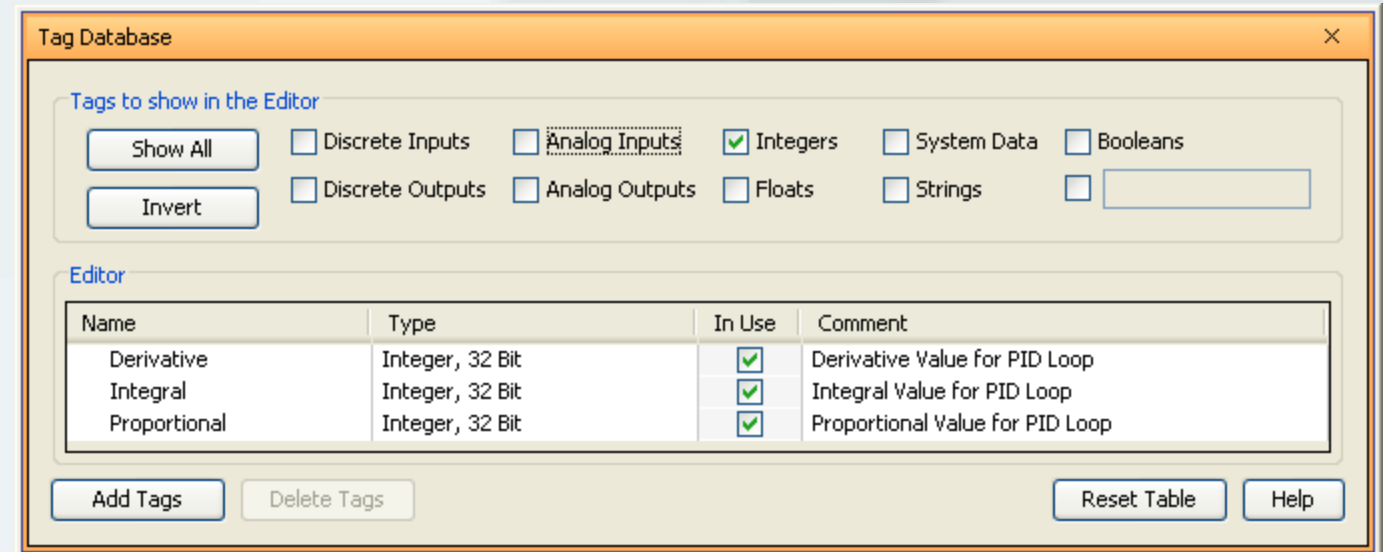 Tag Database
Tags to show in the Editor
Show All
Discrete Inputs Analog Inputs Integers System Data Booleans
Invert
Discrete Outputs Analog Outputs Floats Strings
Editor
Name Type In Use Comment
Derivative Integer, 32 Bit Derivative Value for PID Loop
Integral Integer, 32 Bit Integral Value for PID Loop
Proportional Integer, 32 Bit Proportional Value for PID Loop
Add Tags Delete Tags Reset Table Help